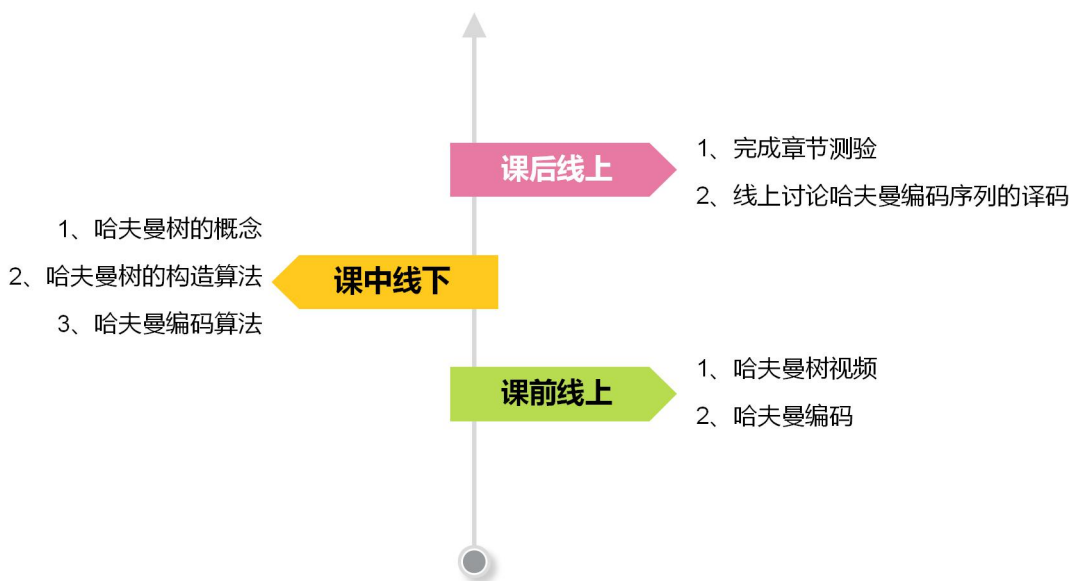 课后线上
1、完成章节测验
2、线上讨论哈夫曼编码序列的译码
1、哈夫曼树的概念
2、哈夫曼树的构造算法
3、哈夫曼编码算法
课中线下
课前线上
1、哈夫曼树视频
2、哈夫曼编码